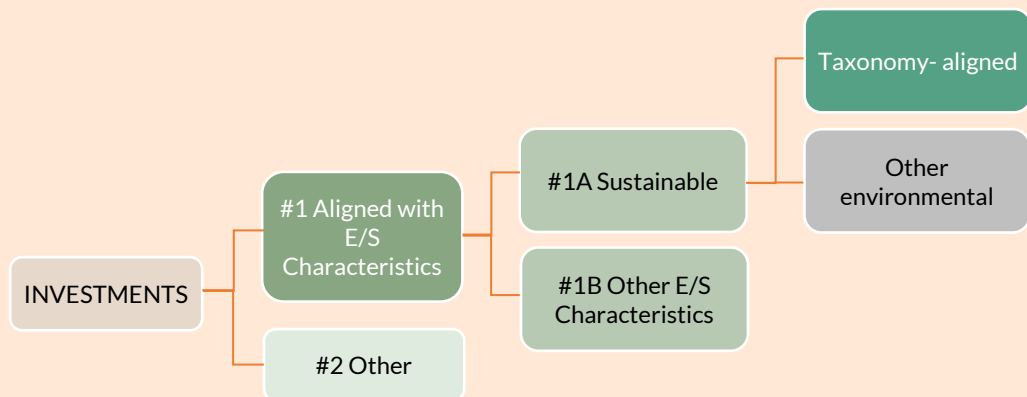 Taxonomy- aligned
Other
environmental
#1A Sustainable
#1 Aligned with
E/S
Characteristics
#1B Other E/S
Characteristics
INVESTMENTS
#2 Other